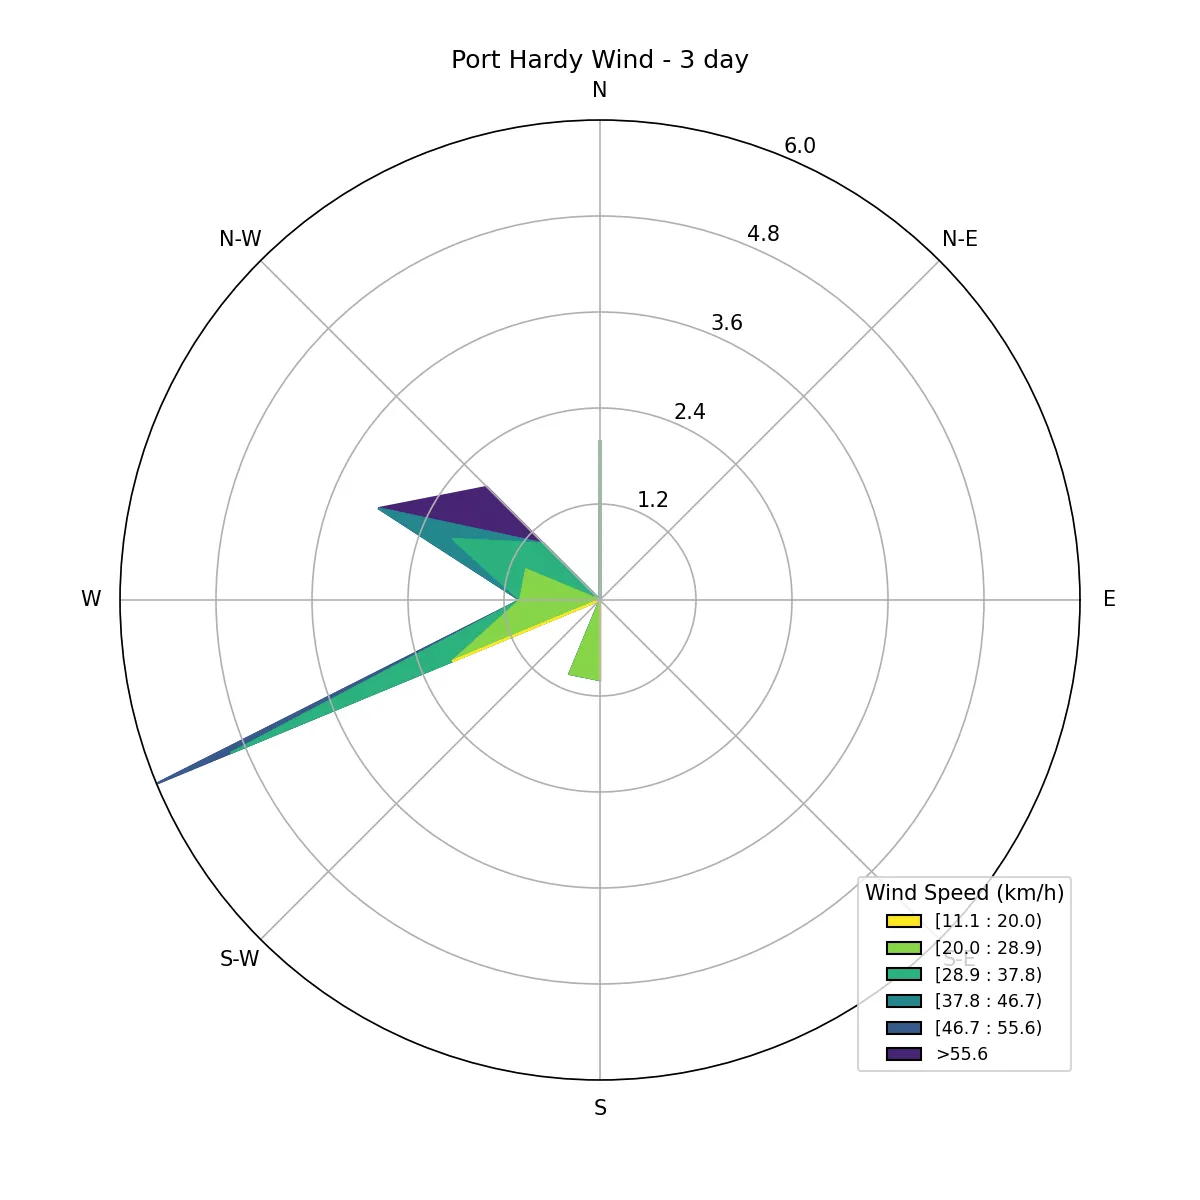 Port Hardy Wind - 3 day
N
6.0
N-W
4.8
N-E
3.6
2.4
1.2
W
E
S-W
S-E
S
Wind Speed (km/h)
[11.1 : 20.0)
[20.0 : 28.9)
[28.9 : 37.8)
[37.8 : 46.7)
[46.7 : 55.6)
>55.6